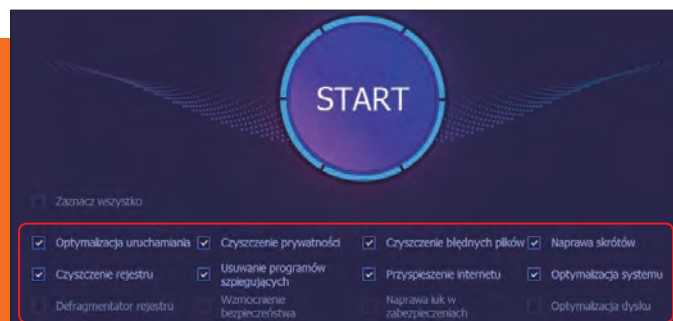 START
Zaznacz wszystko
Optymalizacja uruchamiania
Czyszczenie prywatności
Czyszczenie błędnych plików
Naprawa skrótów
Czyszczenie rejestru
Usuwanie programów
szpiegujących
Przyspieszenie internetu
Optymalizacja systemu
Defragmentator rejestru
Wzmocnienie
bezpieczeństwa
Naprawa luk w
zabezpieczeniach
Optymalizacja dysku